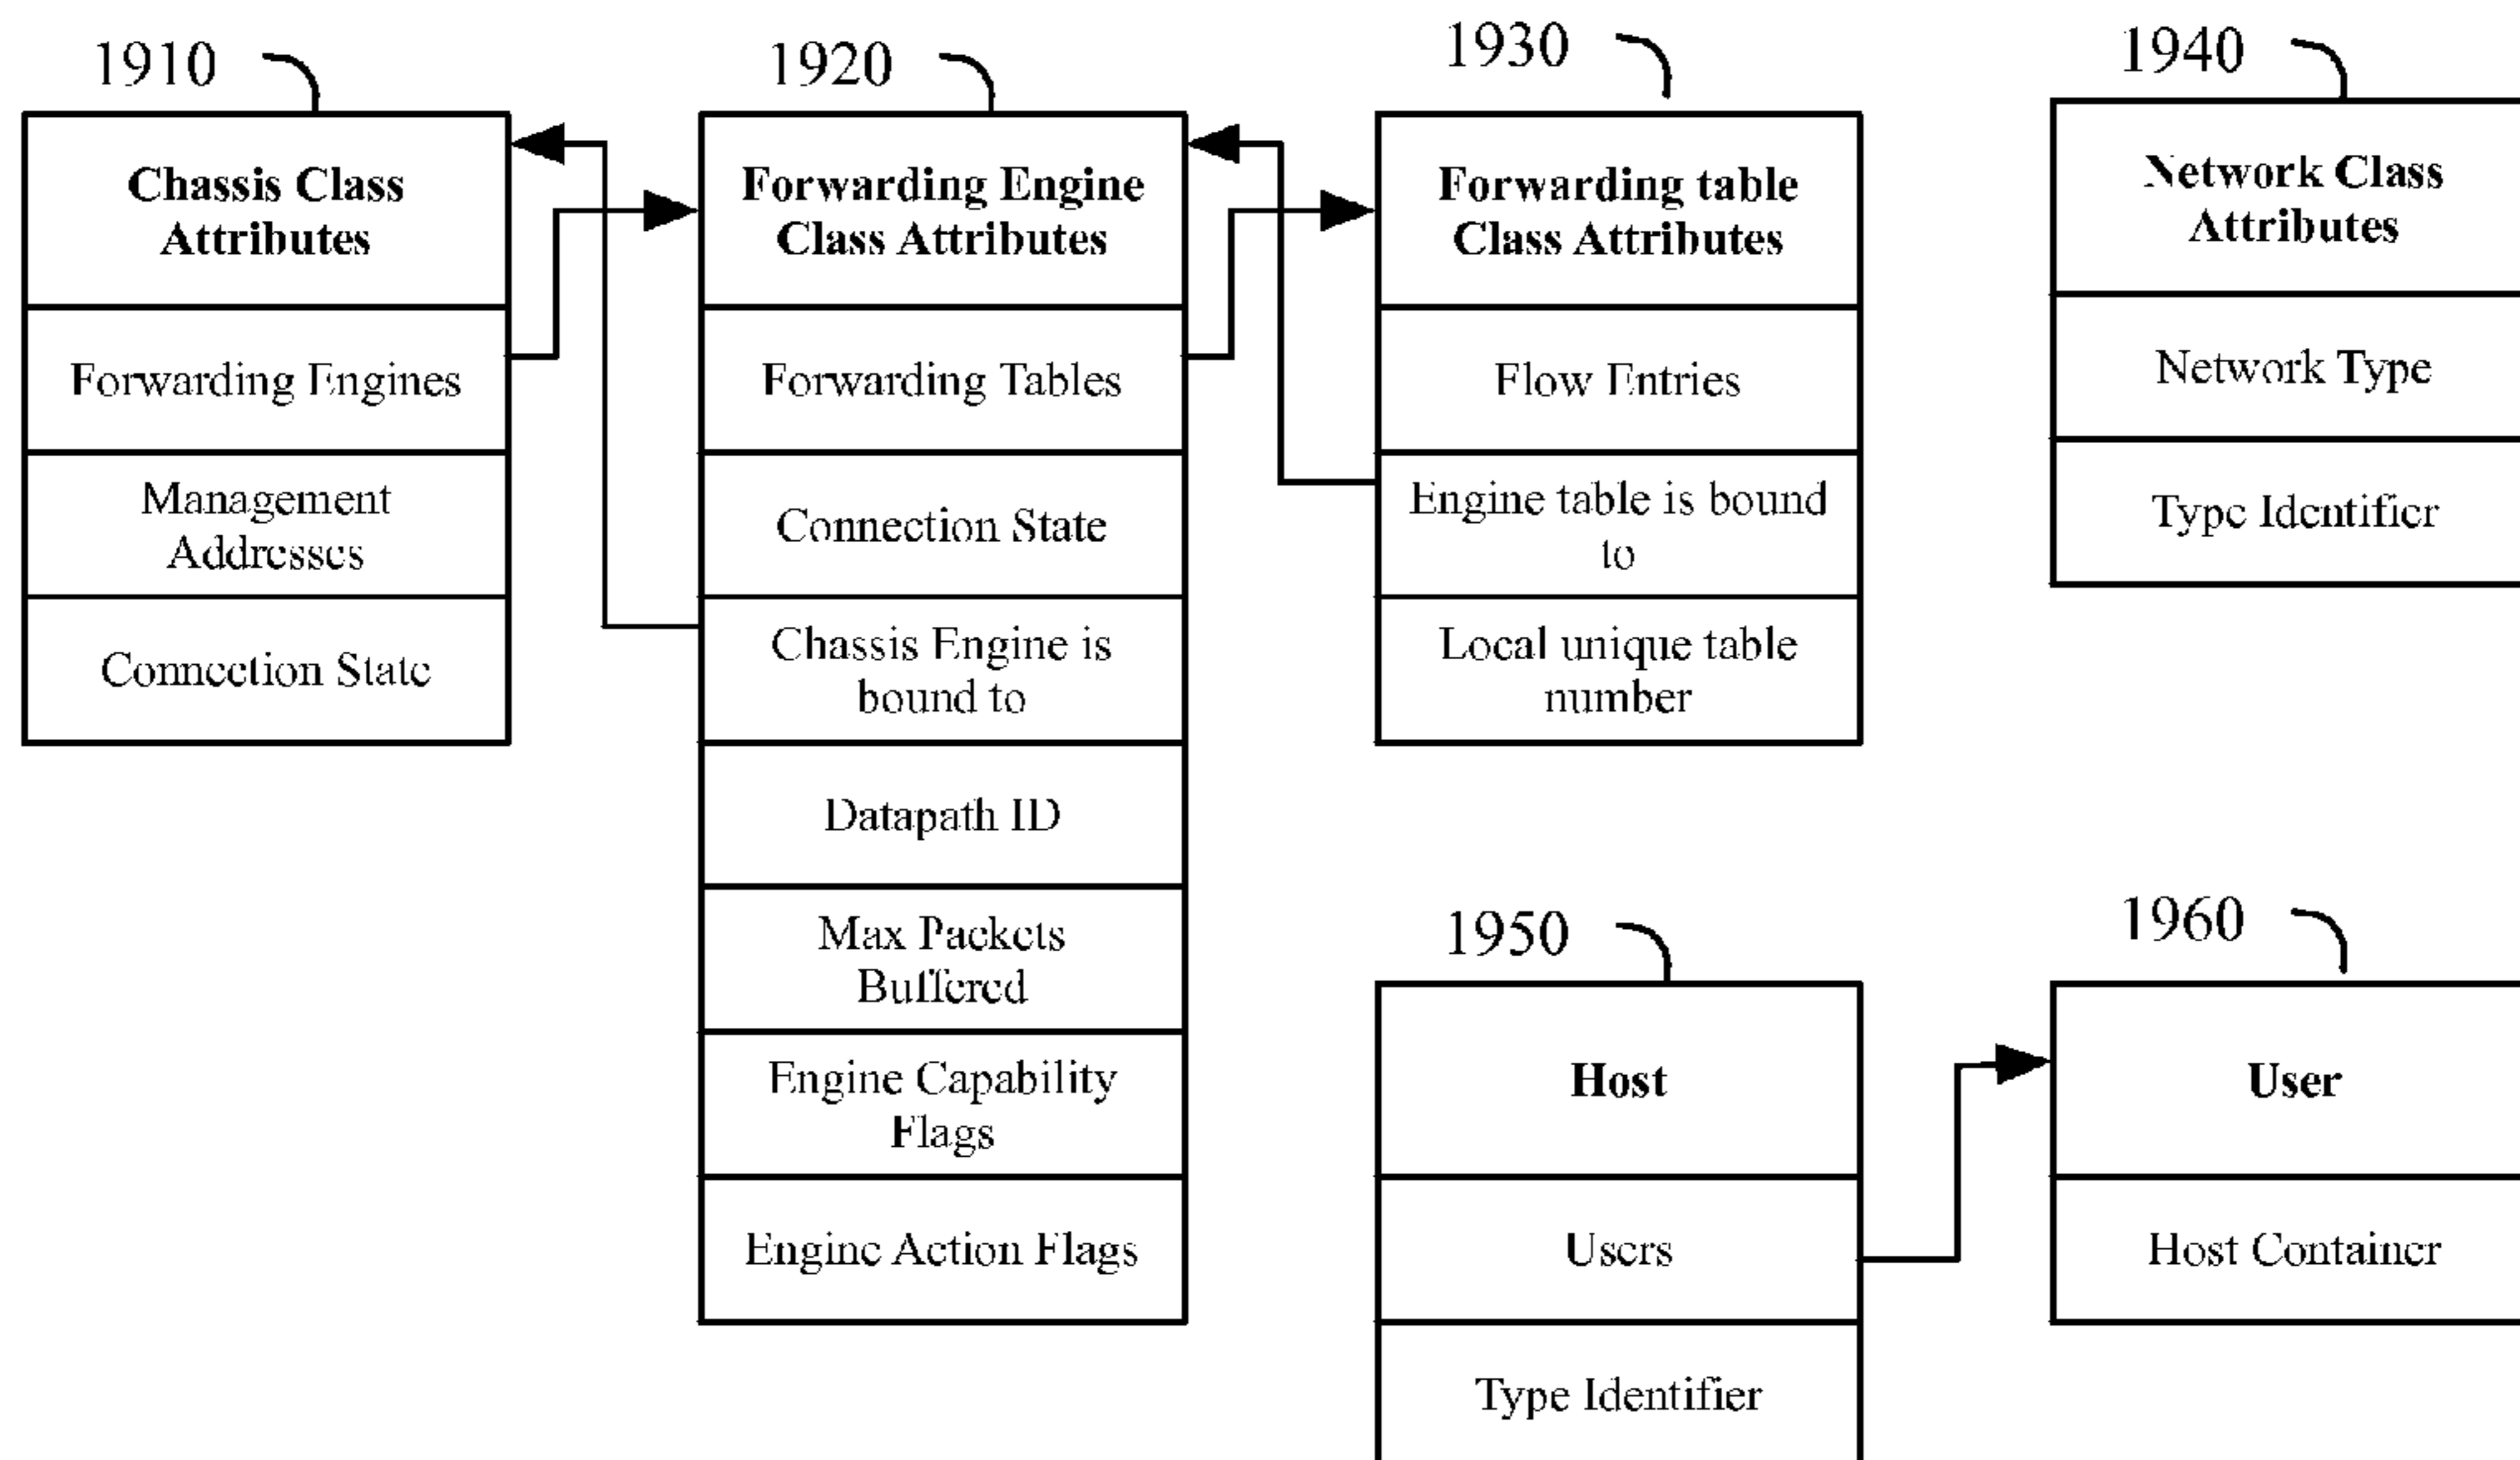 1910
Chassis Class
Attributes
Forwarding Engines
Management
Addresses
Connection State
1920
Forwarding Engine
Class Attributes
Forwarding Tables
Connection State
Chassis Engine is
bound to
Datapath ID
Max Packets
Buffered
Engine Capability
Flags
Engine Action Flags
1930
Forwarding table
Class Attributes
Flow Entries
Engine table is bound
to
Local unique table
number
1940
Network Class
Attributes
Network Type
Type Identifier
1950
Host
Users
Type Identifier
1960
User
Host Container